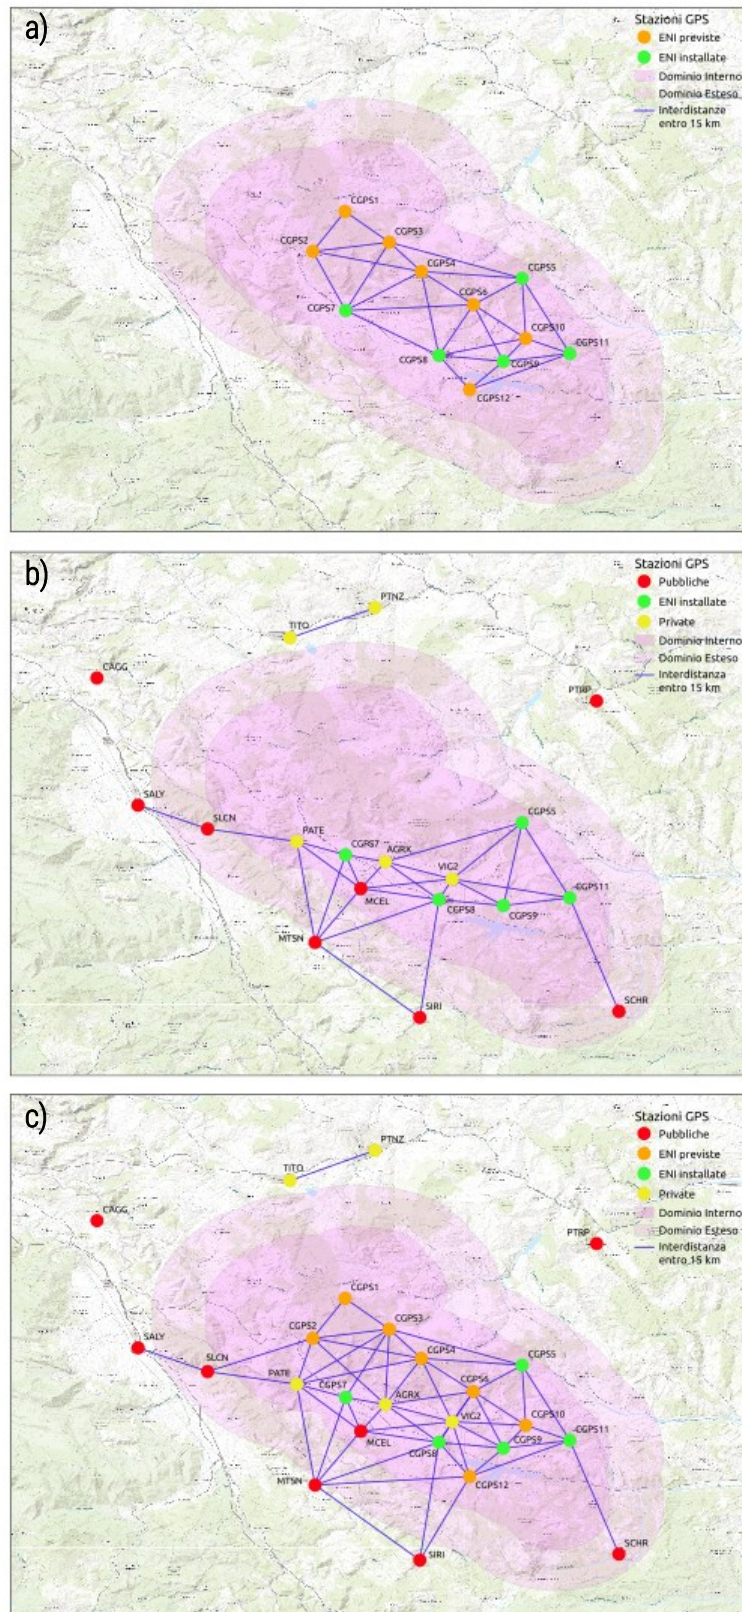 a)
Stazioni GPS
ENI previste
ENI installate
Dominio Interno
Dominio Esteso
Interdistanze
entro 15 km
CGPS1
CGPS2
CGPS3
CGPS4
CGPS5
CGPS6
CGPS7
CGPS10
CGPS11
CGPS8
CGPS9
CGPS12
b)
Stazioni GPS
Pubbliche
ENI installate
Private
Dominio Interno
Dominio Esteso
Interdistanza
entro 15 km
PTNZ
TITO
CAGG
PTRP
SALY
SLCN
PATE
CGPS5
CGPS7
AGRX
VIG2
CGPS11
MCEL
CGPS8
CGPS9
MTSN
SIRI
SCHR
c)
Stazioni GPS
Pubbliche
ENI previste
ENI installate
Private
Dominio Interno
Dominio Esteso
Interdistanza
entro 15 km
PTNZ
TITO
CAGG
PTRP
CGPS1
CGPS2
CGPS3
SALY
SLCN
CGPS4
CGPS5
PATE
CGPS7
CGPS6
AGRX
VIG2
CGPS10
CGPS11
MCEL
CGPS8
CGPS9
MTSN
CGPS12
SIRI
SCHR